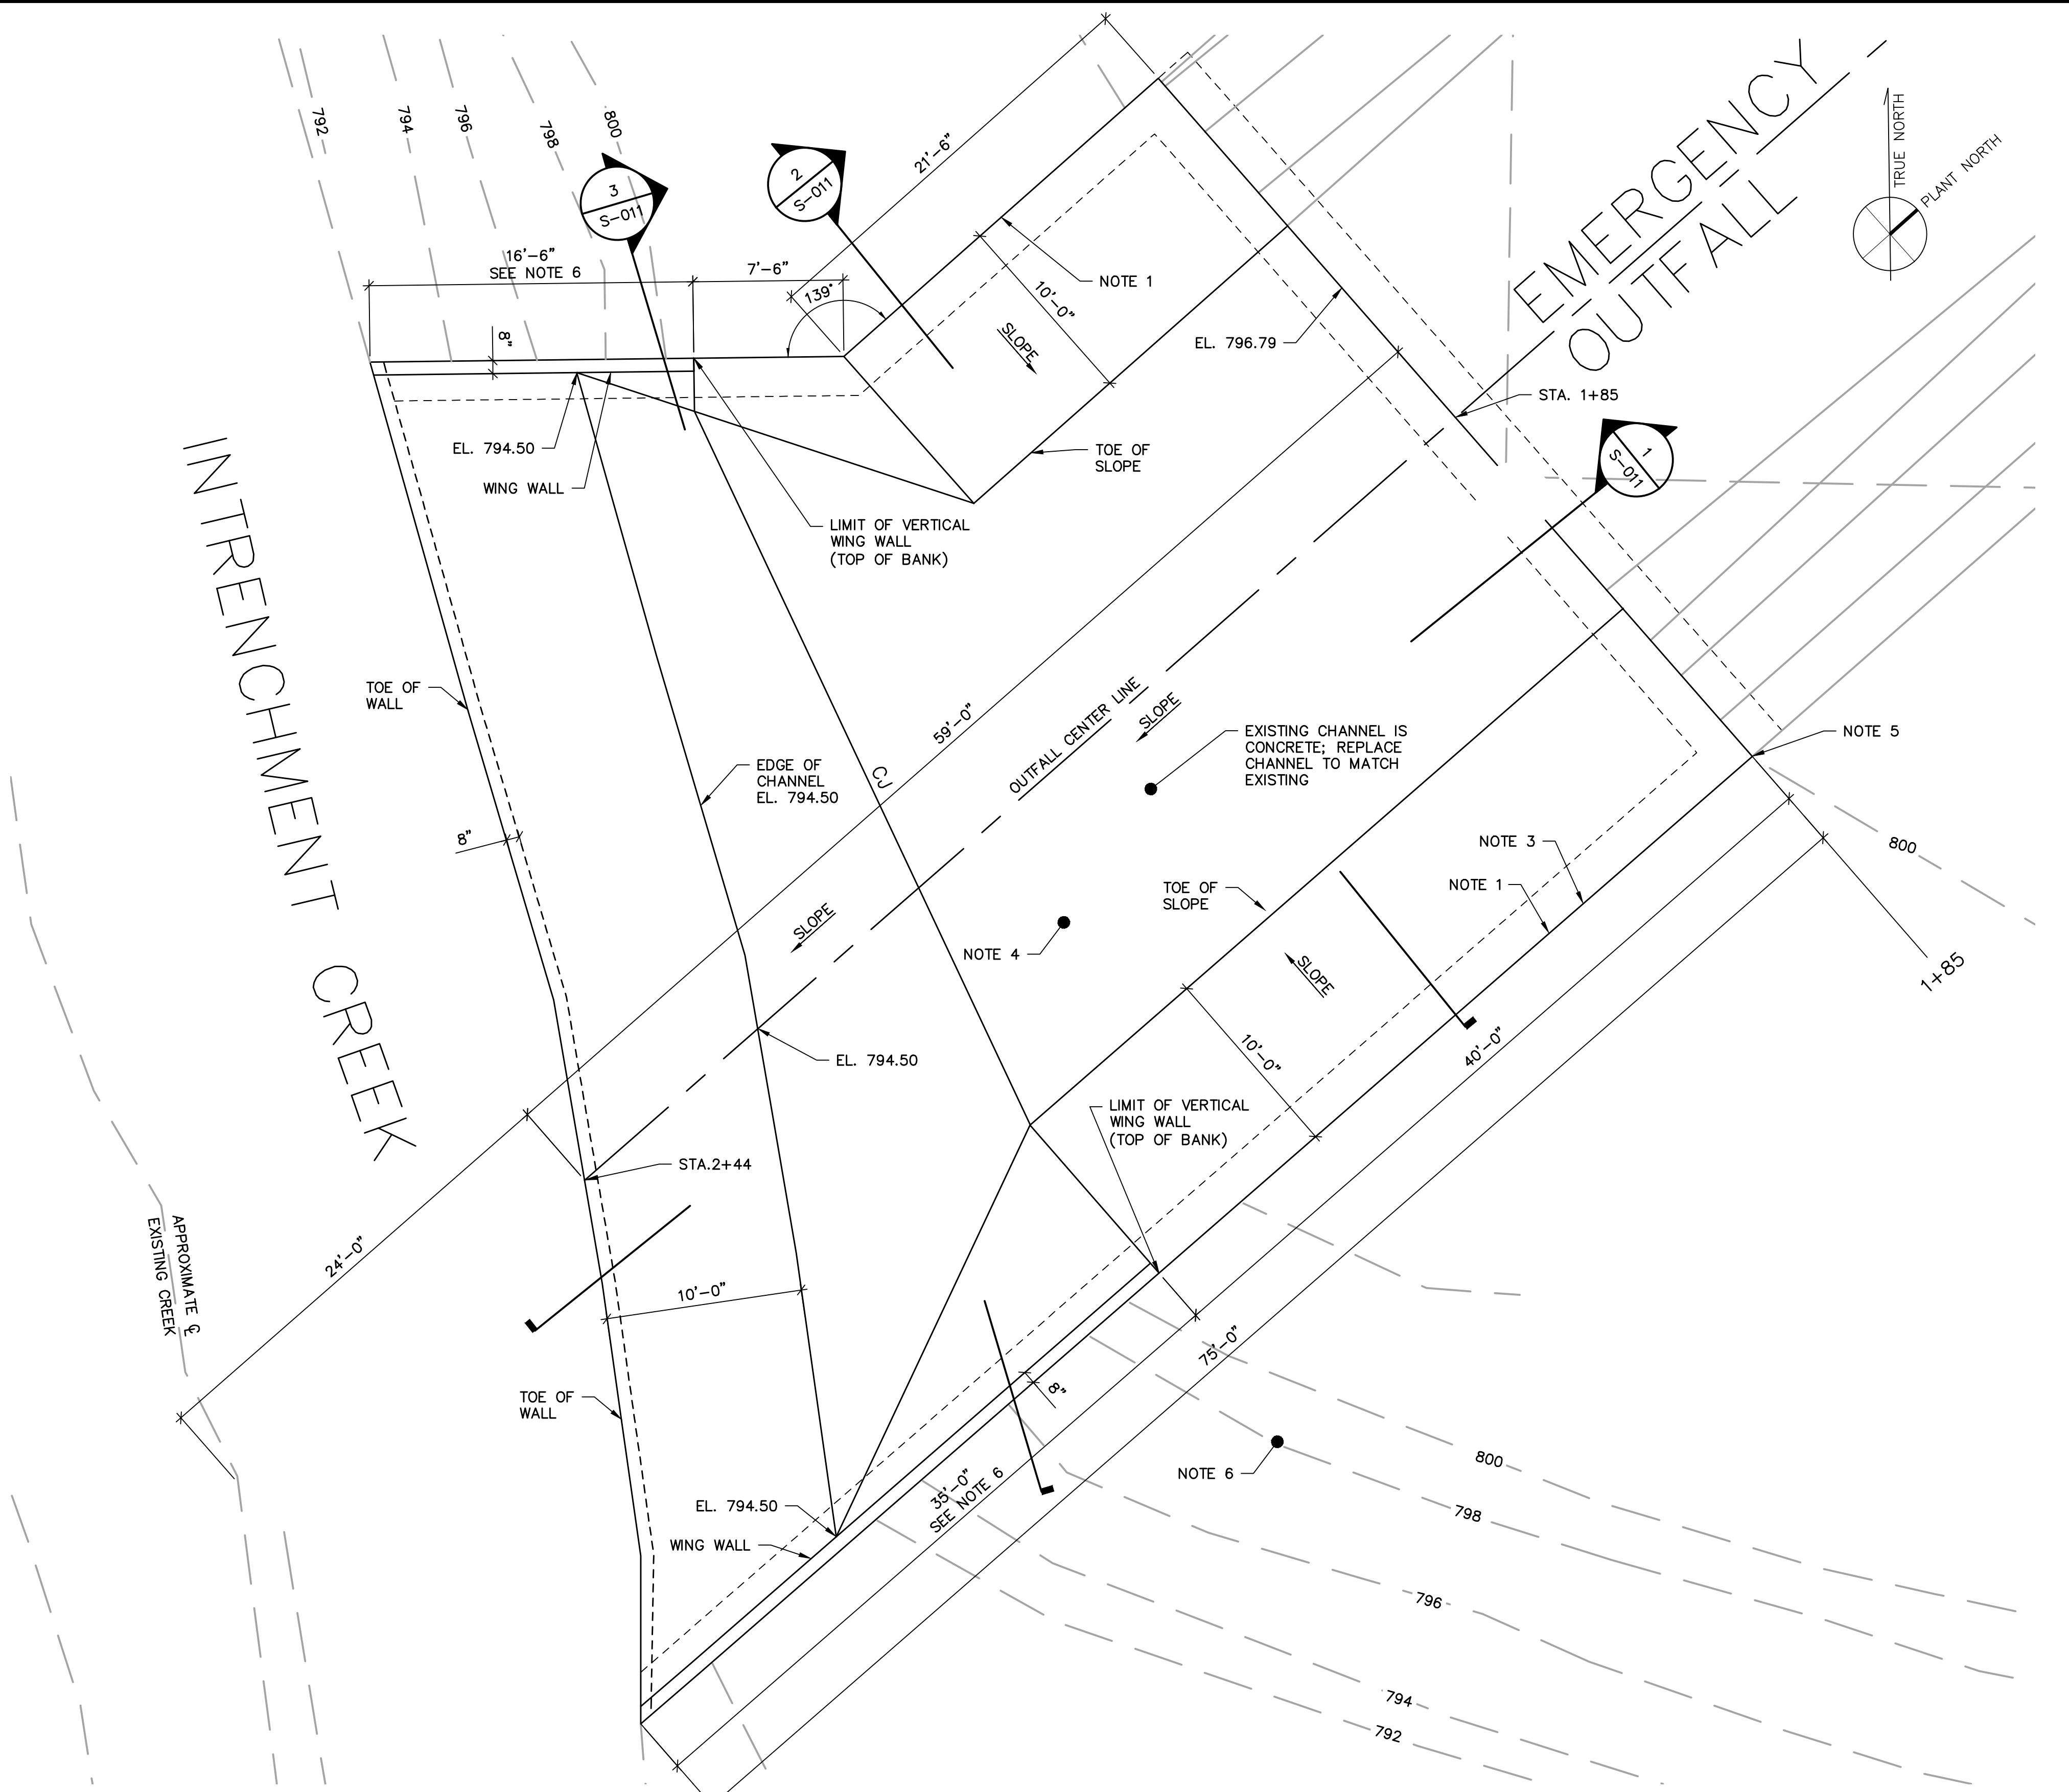 792
794
796
798
800
3
S-011
2
S-011
21'-6"
EMERGENCY
OUTFALL
TRUE NORTH
PLANT NORTH
16'-6"
SEE NOTE 6
7'-6"
139°
NOTE 1
10'-0"
SLOPE
8"
EL. 796.79
STA. 1+85
1
S-011
EL. 794.50
WING WALL
TOE OF
SLOPE
LIMIT OF VERTICAL
WING WALL
(TOP OF BANK)
INTRENCHMENT CREEK
TOE OF
WALL
59'-0"
OUTFALL CENTER LINE
SLOPE
EXISTING CHANNEL IS
CONCRETE; REPLACE
CHANNEL TO MATCH
EXISTING
NOTE 5
EDGE OF
CHANNEL
EL. 794.50
CJ
8"
NOTE 3
NOTE 1
800
TOE OF
SLOPE
SLOPE
NOTE 4
SLOPE
1+85
10'-0"
40'-0"
EL. 794.50
LIMIT OF VERTICAL
WING WALL
(TOP OF BANK)
STA.2+44
APPROXIMATE ℄
EXISTING CREEK
24'-0"
10'-0"
75'-0"
8"
TOE OF
WALL
NOTE 6
35'-0"
SEE NOTE 6
EL. 794.50
WING WALL
800
798
796
794
792